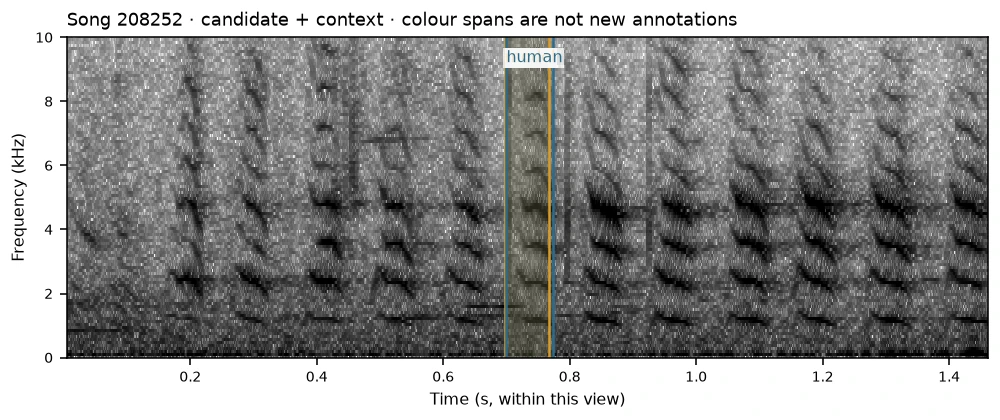 Song 208252 · candidate + context · colour spans are not new annotations
human
10
8
6
4
2
0
Frequency (kHz)
0.2 0.4 0.6 0.8 1.0 1.2 1.4
Time (s, within this view)